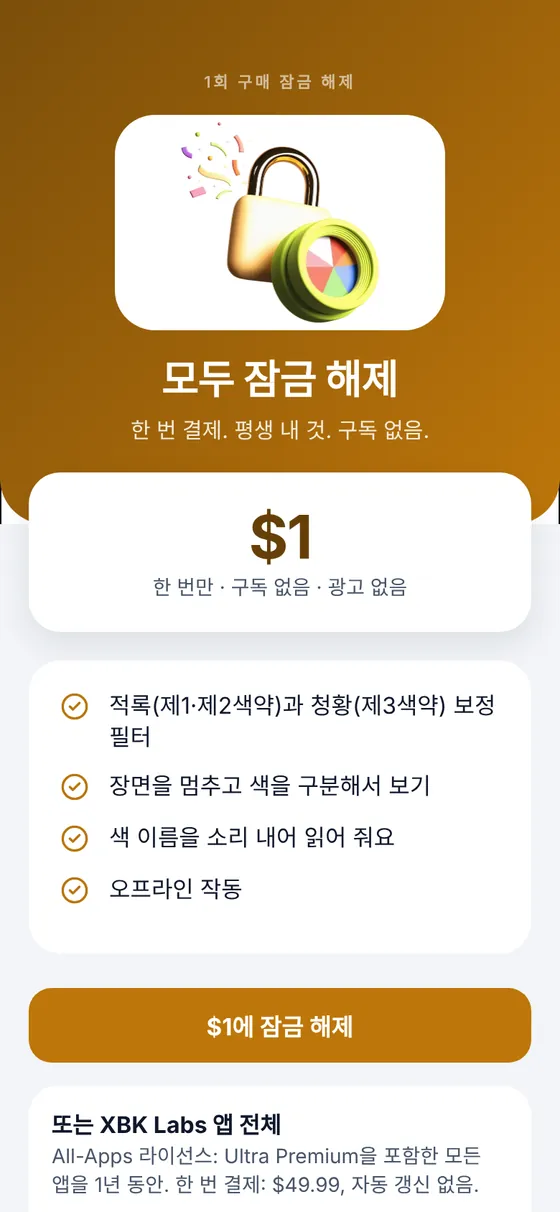 1회 구매 잠금 해제
모두 잠금 해제
한 번 결제. 평생 내 것. 구독 없음.
$1
한 번만 · 구독 없음 · 광고 없음
적록(제1·제2색약)과 청황(제3색약) 보정
필터
장면을 멈추고 색을 구분해서 보기
색 이름을 소리 내어 읽어 줘요
오프라인 작동
$1에 잠금 해제
또는 XBK Labs 앱 전체
All-Apps 라이선스: Ultra Premium을 포함한 모든
앱을 1년 동안. 한 번 결제: $49.99, 자동 갱신 없음.